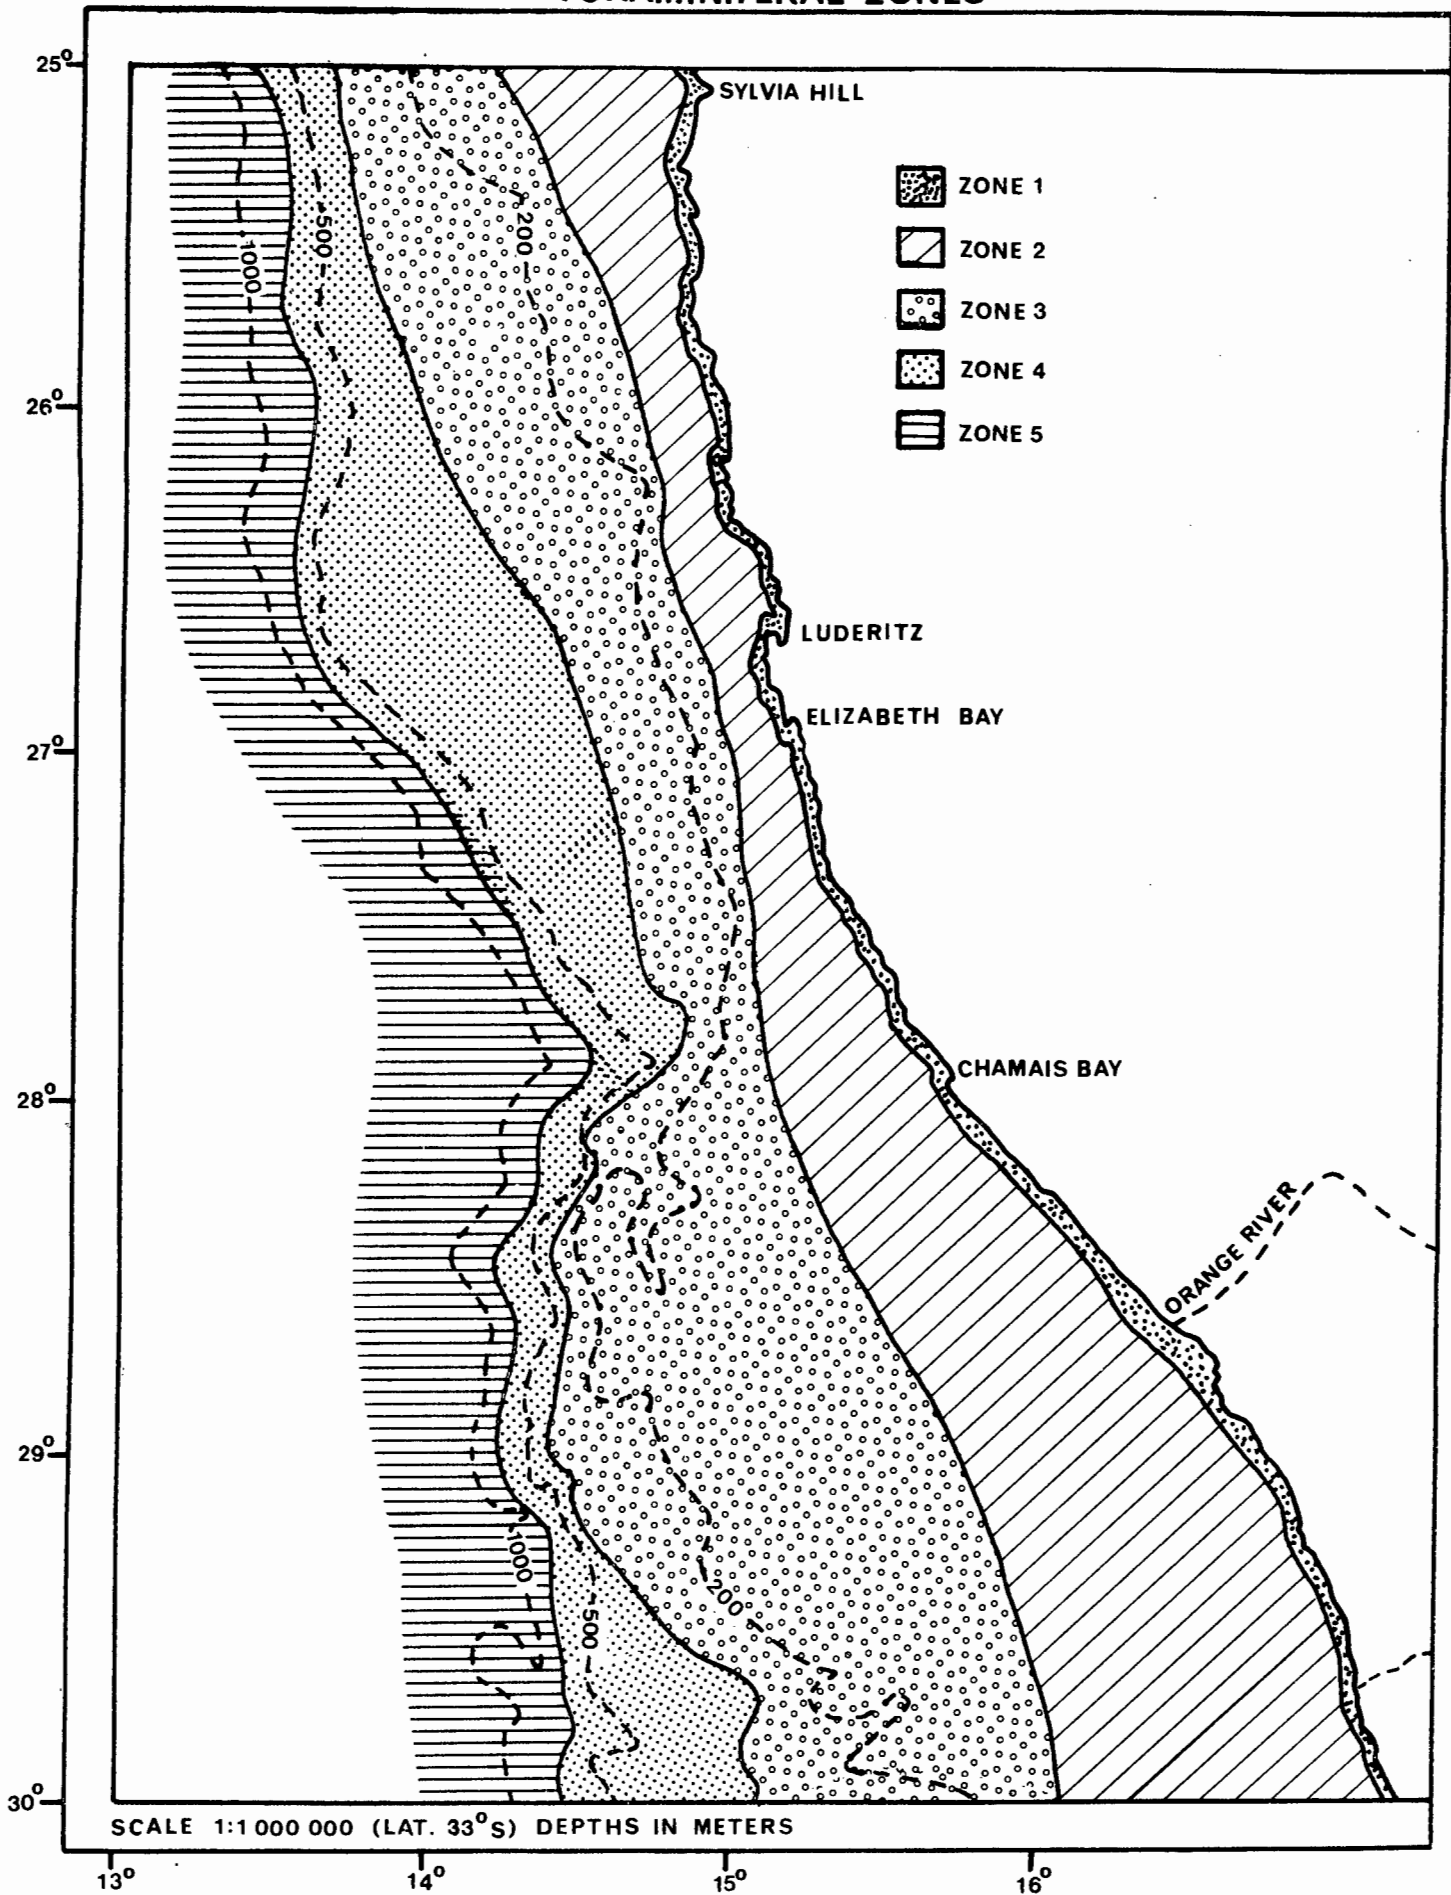 FORAMINIFERAL ZONES
25°
SYLVIA HILL
ZONE 1
500
200
1000
ZONE 2
ZONE 3
ZONE 4
26°
ZONE 5
LUDERITZ
ELIZABETH BAY
27°
CHAMAIS BAY
28°
ORANGE RIVER
29°
1000
200
500
30°
SCALE 1:1 000 000 (LAT. 33°S) DEPTHS IN METERS
13° 14° 15° 16°